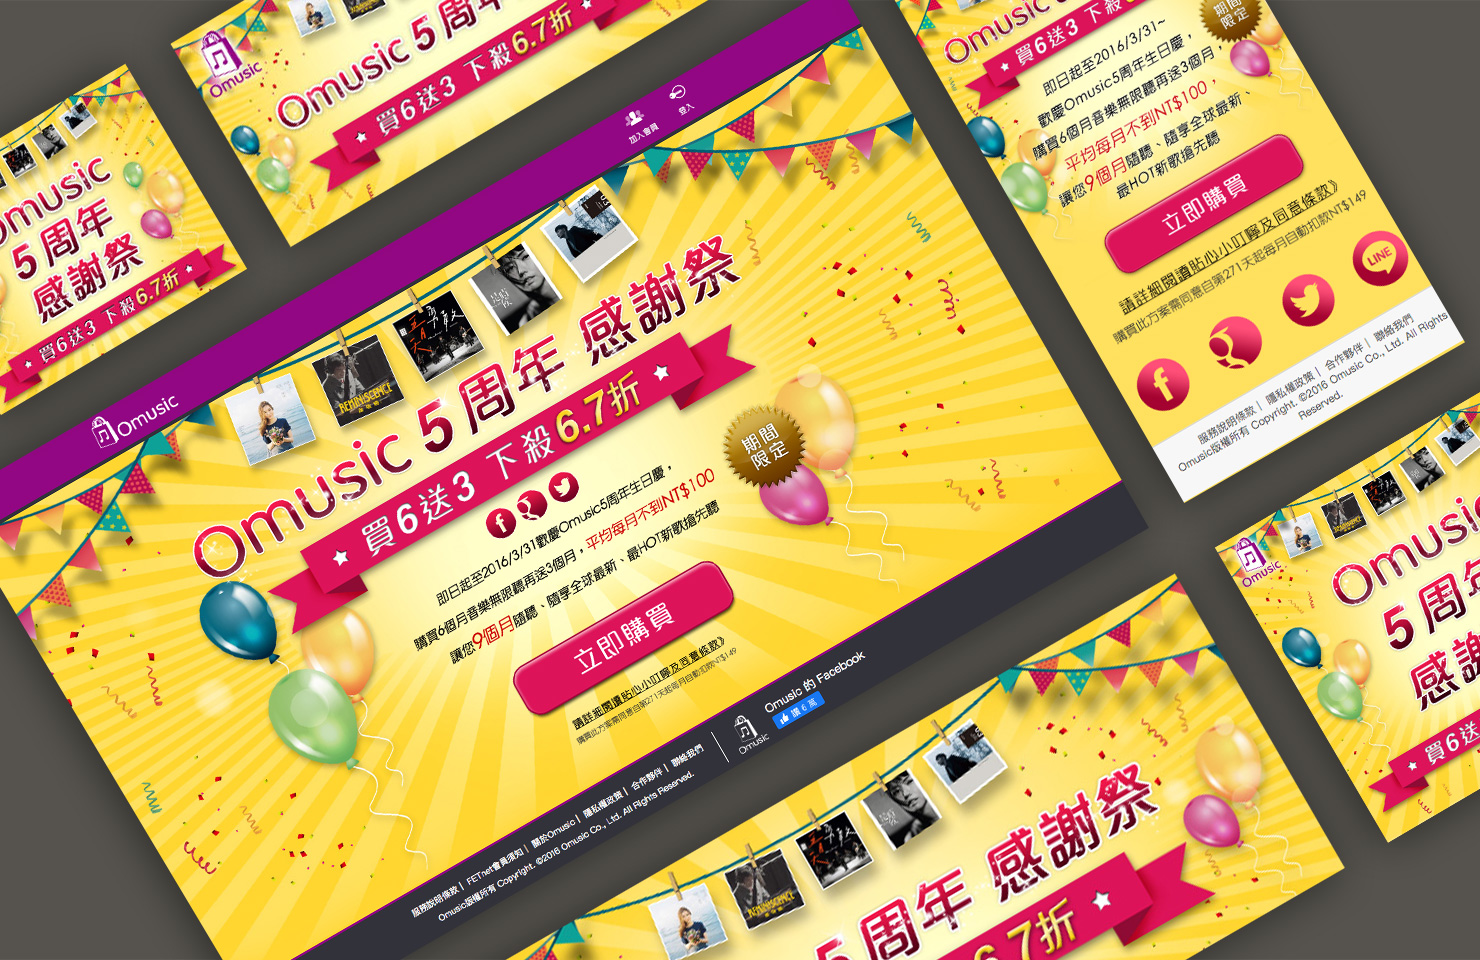 Omusic
Omusic 5周年
買6送3 下殺6.7折
Omusic
5周年
感謝祭
買6送3 下殺6.7折
加入會員
登入
Omusic
Omusic 5周年 感謝祭
買6送3 下殺6.7折
期間
限定
即日起至2016/3/31歡慶Omusic5周年生日慶,
購買6個月音樂無限聽再送3個月,平均每月不到NT$100
讓您9個月隨聽、隨享全球最新、最HOT新歌搶先聽
立即購買
請詳細閱讀貼心小叮嚀及同意條款》
購買此方案需同意自第271天起每月自動扣款NT$149
服務說明條款 | FETnet會員須知 | 關於Omusic | 隱私權政策 | 合作夥伴 | 聯絡我們
Omusic版權所有 Copyright. ©2016 Omusic Co., Ltd. All Rights Reserved.
Omusic
Omusic 的 Facebook
讚 6 萬
REMINISCENCE
期間
限定
買6送3 下殺
即日起至2016/3/31~
歡慶Omusic5周年生日慶,
購買6個月音樂無限聽再送3個月,
平均每月不到NT$100,
讓您9個月隨聽、隨享全球最新、
最HOT新歌搶先聽
立即購買
請詳細閱讀貼心小叮嚀及同意條款》
購買此方案需同意自第271天起每月自動扣款NT$149
LINE
服務說明條款 | 隱私權政策 | 合作夥伴 | 聯絡我們
Omusic版權所有 Copyright. ©2016 Omusic Co., Ltd. All Rights
Reserved.
Omusic
Omusic
5周年
感謝
買6送
5周年 感謝祭
6.7折